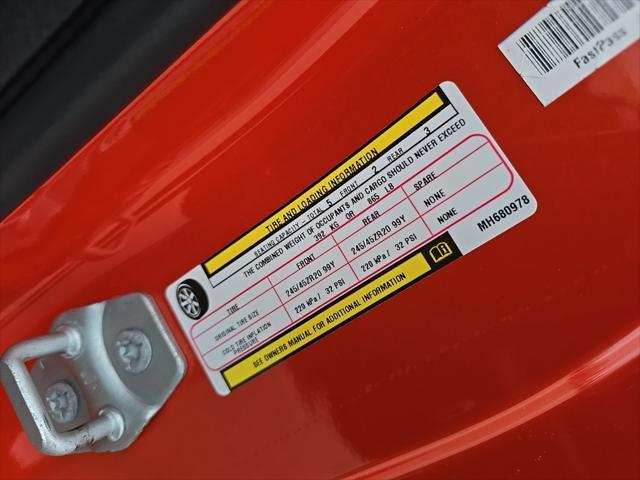 FastPass
TIRE AND LOADING INFORMATION
SEATING CAPACITY - TOTAL 5 FRONT 2 REAR 3
THE COMBINED WEIGHT OF OCCUPANTS AND CARGO SHOULD NEVER EXCEED
392 KG OR 865 LB
TIRE FRONT REAR SPARE
ORIGINAL TIRE SIZE 245/45ZR20 99Y 245/45ZR20 99Y NONE
COLD TIRE INFLATION PRESSURE 220 kPa/ 32 PSI 220 kPa/ 32 PSI NONE
SEE OWNERS MANUAL FOR ADDITIONAL INFORMATION
MH680978